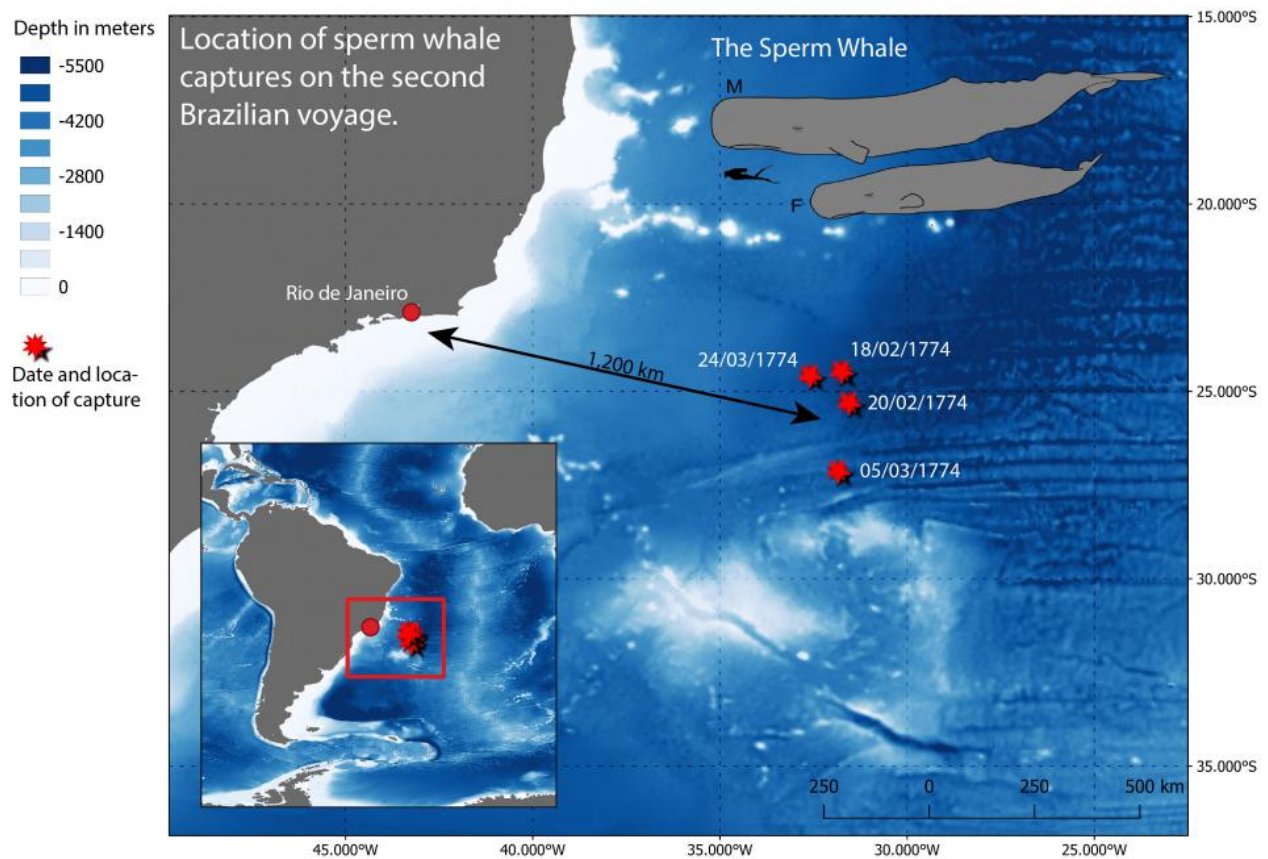 Depth in meters
-5500
-4200
-2800
-1400
0
Date and loca-
tion of capture
Location of sperm whale
captures on the second
Brazilian voyage.
The Sperm Whale
M
F
Rio de Janeiro
1,200 km
24/03/1774
18/02/1774
20/02/1774
05/03/1774
15.000°S
20.000°S
25.000°S
30.000°S
35.000°S
250 0 250 500 km
45.000°W 40.000°W 35.000°W 30.000°W 25.000°W